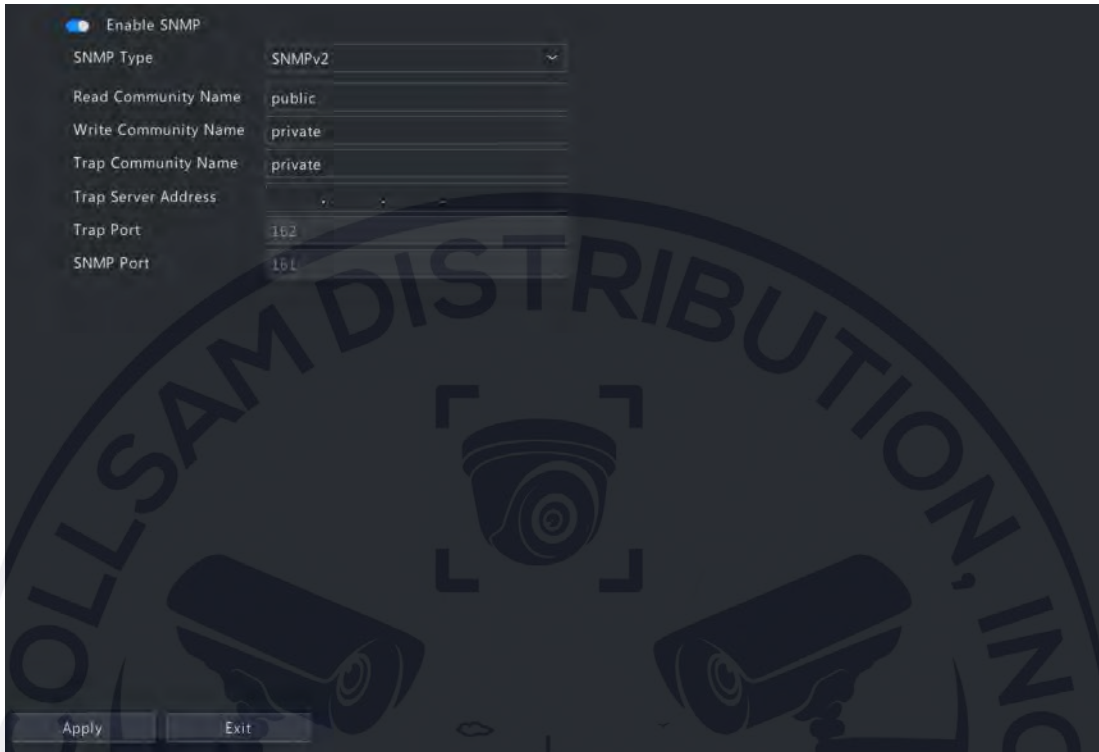 Enable SNMP
SNMP Type SNMPv2
Read Community Name public
Write Community Name private
Trap Community Name private
Trap Server Address . . .
Trap Port 162
SNMP Port 161
OLLSAM DISTRIBUTION, INC
Apply Exit